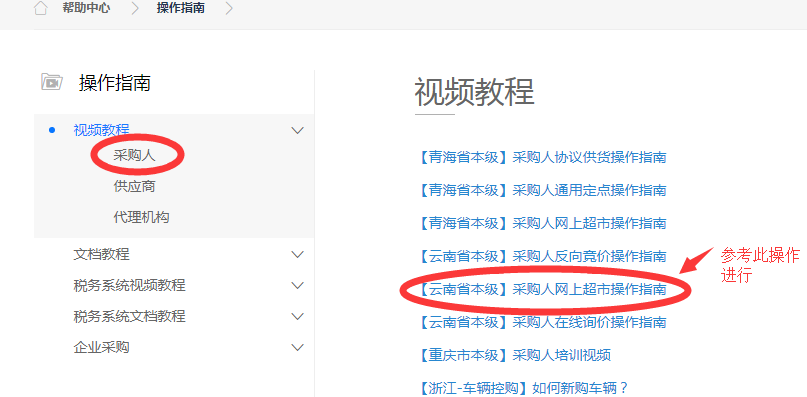 帮助中心 操作指南
操作指南
视频教程
采购人
供应商
代理机构
文档教程
税务系统视频教程
税务系统文档教程
企业采购
视频教程
【青海省本级】采购人协议供货操作指南
【青海省本级】采购人通用定点操作指南
【青海省本级】采购人网上超市操作指南
【云南省本级】采购人反向竞价操作指南
【云南省本级】采购人网上超市操作指南
【云南省本级】采购人在线询价操作指南
【重庆市本级】采购人培训视频
【浙江-车辆控购】如何新购车辆？
参考此操作
进行